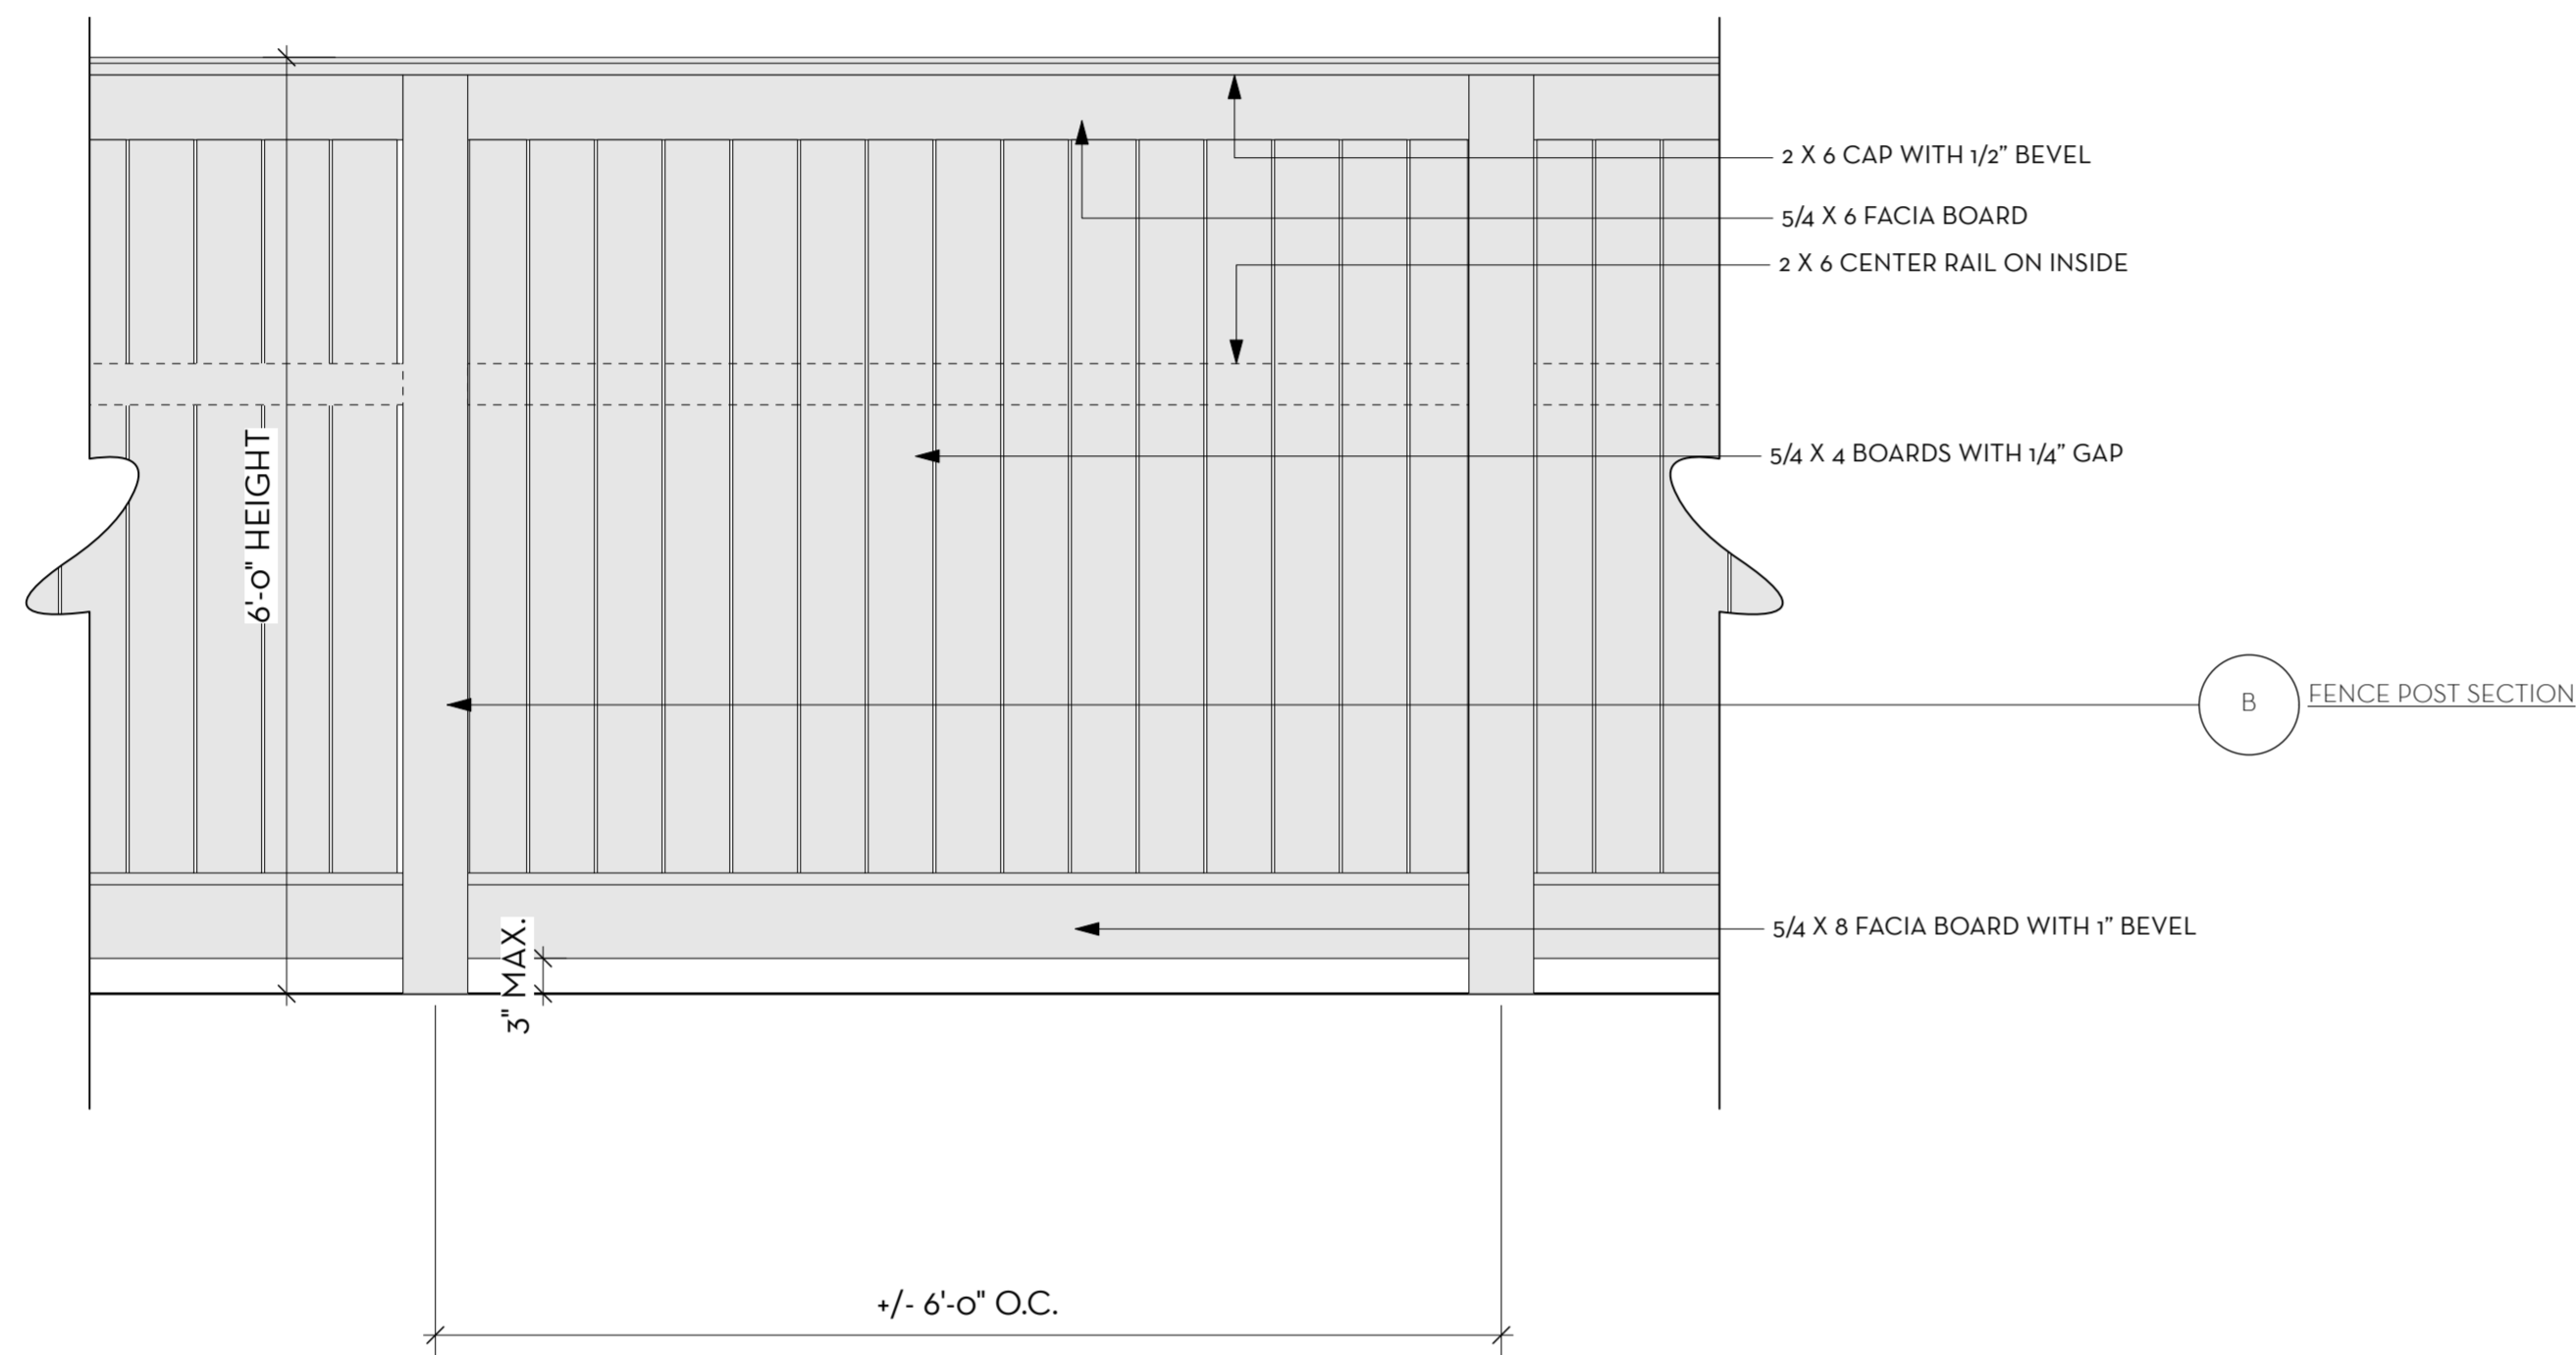 2 X 6 CAP WITH 1/2" BEVEL
5/4 X 6 FACIA BOARD
2 X 6 CENTER RAIL ON INSIDE
6'-0" HEIGHT
5/4 X 4 BOARDS WITH 1/4" GAP
B
FENCE POST SECTION
5/4 X 8 FACIA BOARD WITH 1" BEVEL
3" MAX.
+/- 6'-0" O.C.